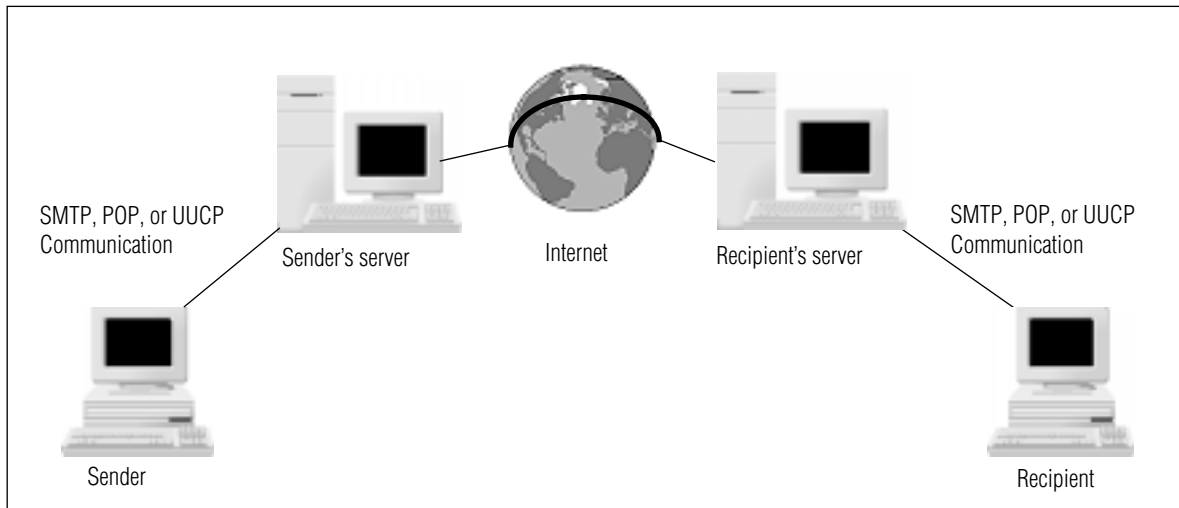 SMTP, POP, or UUCP
Communication
Sender's server
Internet
Recipient's server
SMTP, POP, or UUCP
Communication
Sender
Recipient